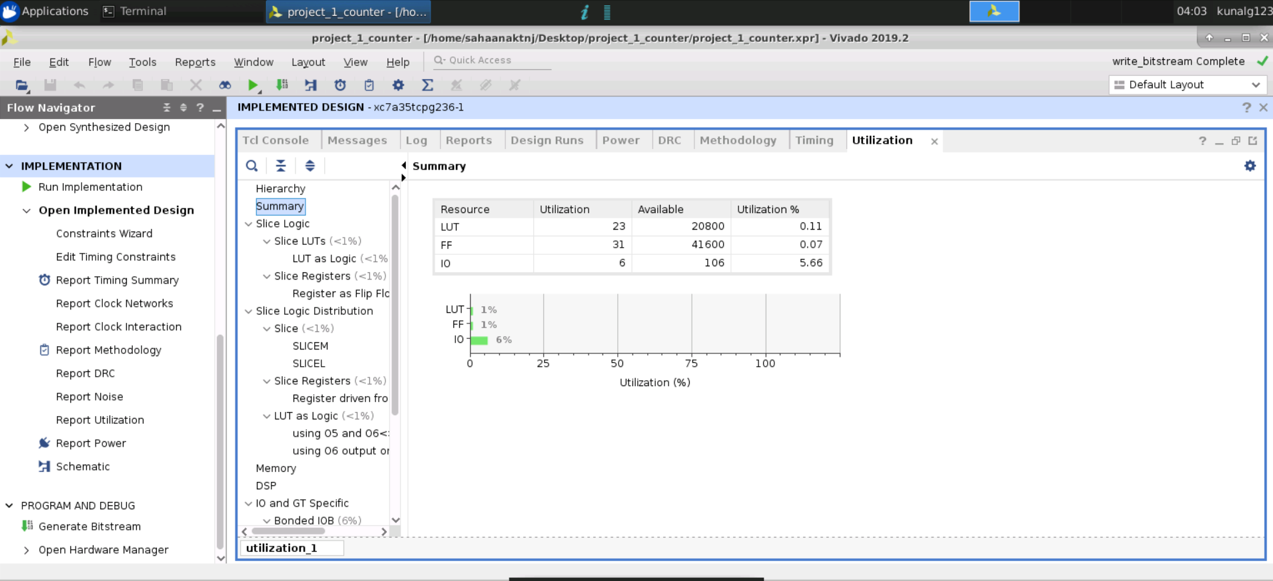 Applications
Terminal
project_1_counter - [/ho...
04:03
kunalg123
project_1_counter - [/home/sahaanaktnj/Desktop/project_1_counter/project_1_counter.xpr] - Vivado 2019.2
File Edit Flow Tools Reports Window Layout View Help
Quick Access
write_bitstream Complete
Default Layout
Flow Navigator
IMPLEMENTED DESIGN - xc7a35tcpg236-1
Open Synthesized Design
IMPLEMENTATION
Run Implementation
Open Implemented Design
Constraints Wizard
Edit Timing Constraints
Report Timing Summary
Report Clock Networks
Report Clock Interaction
Report Methodology
Report DRC
Report Noise
Report Utilization
Report Power
Schematic
PROGRAM AND DEBUG
Generate Bitstream
Open Hardware Manager
Tcl Console Messages Log Reports Design Runs Power DRC Methodology Timing Utilization
Hierarchy
Summary
Slice Logic
Slice LUTs (<1%)
LUT as Logic (<1%
Slice Registers (<1%)
Register as Flip Flo
Slice Logic Distribution
Slice (<1%)
SLICEM
SLICEL
Slice Registers (<1%)
Register driven fro
LUT as Logic (<1%)
using O5 and O6<
using O6 output or
Memory
DSP
IO and GT Specific
Bonded IOB (6%)
Summary
Resource Utilization Available Utilization %
LUT 23 20800 0.11
FF 31 41600 0.07
IO 6 106 5.66
LUT 1%
FF 1%
IO 6%
0 25 50 75 100
Utilization (%)
utilization_1